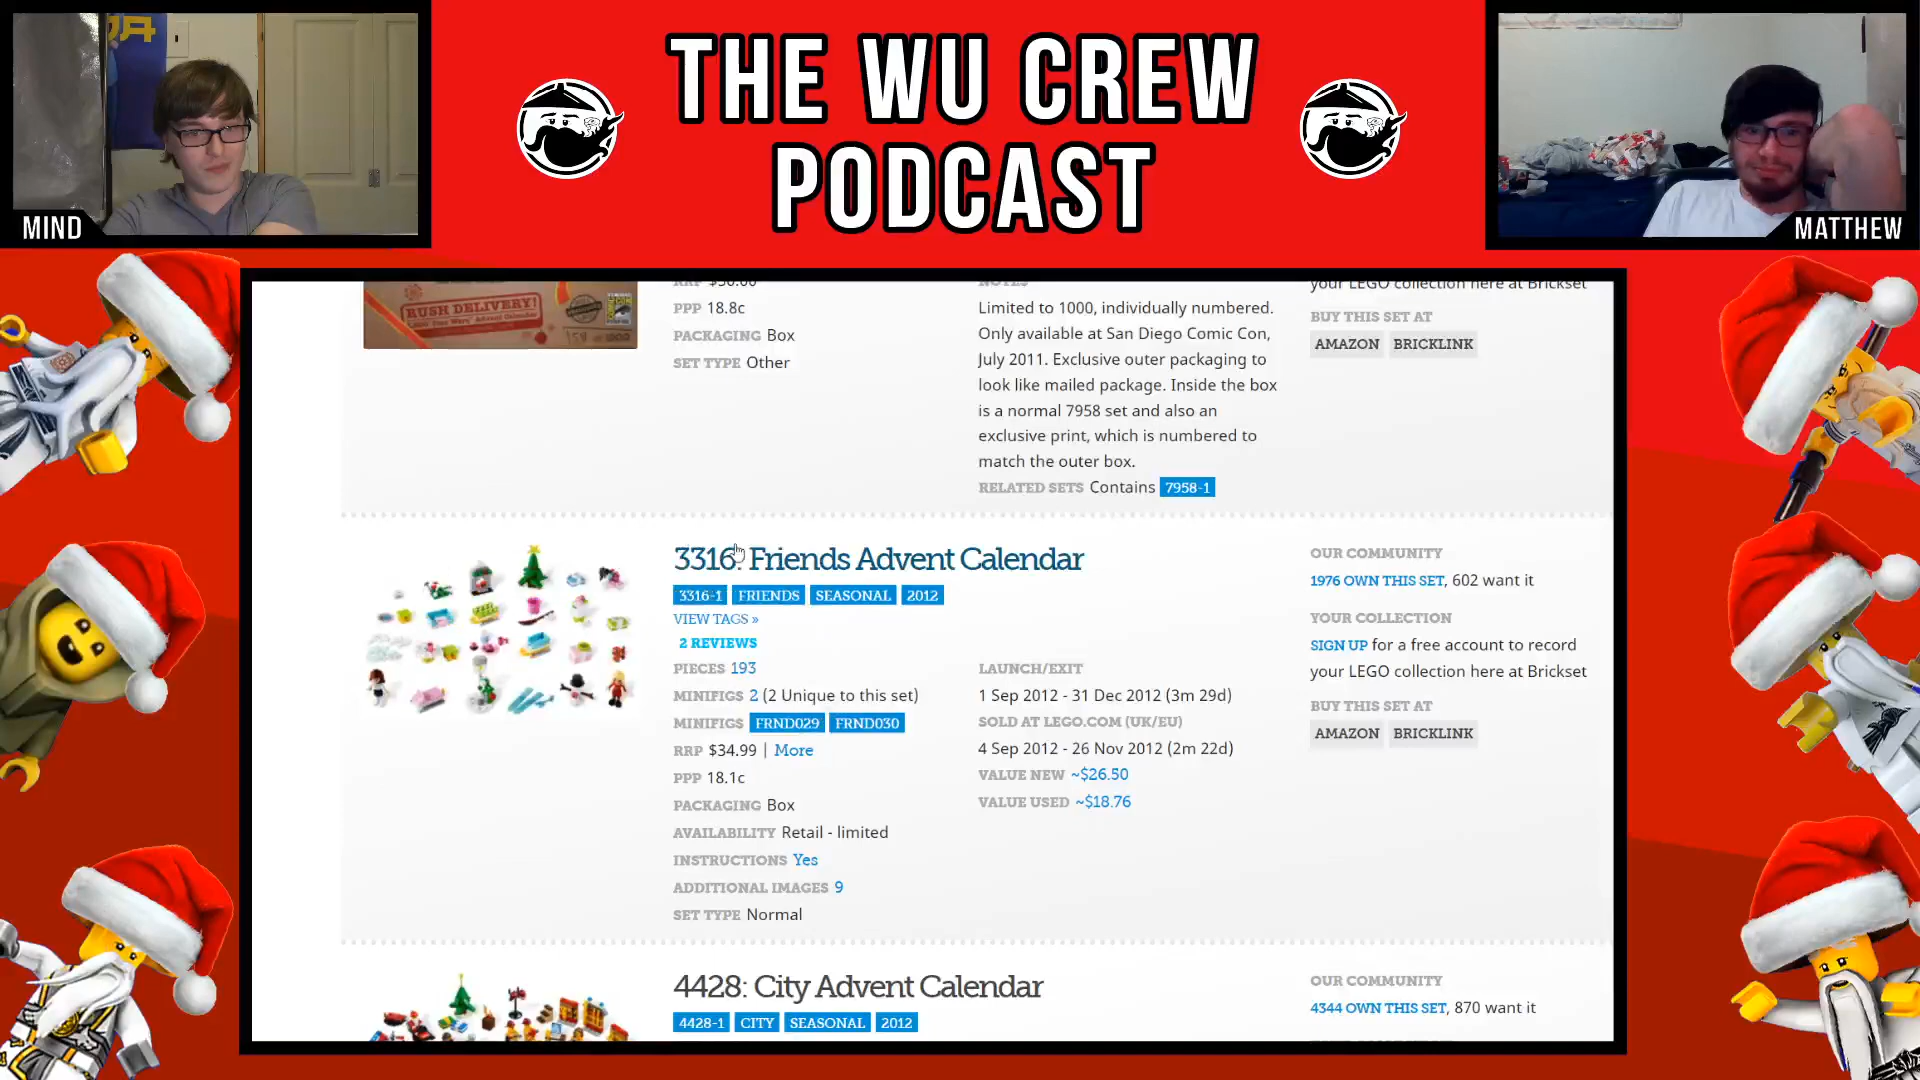 THE WU CREW
PODCAST
MIND
MATTHEW
RUSH DELIVERY!
PPP 18.8c
PACKAGING Box
SET TYPE Other
Limited to 1000, individually numbered.
Only available at San Diego Comic Con,
July 2011. Exclusive outer packaging to
look like mailed package. Inside the box
is a normal 7958 set and also an
exclusive print, which is numbered to
match the outer box.
RELATED SETS Contains 7958-1
your LEGO collection here at Brickset
BUY THIS SET AT
AMAZON BRICKLINK
3316: Friends Advent Calendar
3316-1 FRIENDS SEASONAL 2012
VIEW TAGS »
2 REVIEWS
PIECES 193
MINIFIGS 2 (2 Unique to this set)
MINIFIGS FRND029 FRND030
RRP $34.99 | More
PPP 18.1c
PACKAGING Box
AVAILABILITY Retail - limited
INSTRUCTIONS Yes
ADDITIONAL IMAGES 9
SET TYPE Normal
LAUNCH/EXIT
1 Sep 2012 - 31 Dec 2012 (3m 29d)
SOLD AT LEGO.COM (UK/EU)
4 Sep 2012 - 26 Nov 2012 (2m 22d)
VALUE NEW ~$26.50
VALUE USED ~$18.76
OUR COMMUNITY
1976 OWN THIS SET, 602 want it
YOUR COLLECTION
SIGN UP for a free account to record
your LEGO collection here at Brickset
BUY THIS SET AT
AMAZON BRICKLINK
4428: City Advent Calendar
4428-1 CITY SEASONAL 2012
OUR COMMUNITY
4344 OWN THIS SET, 870 want it